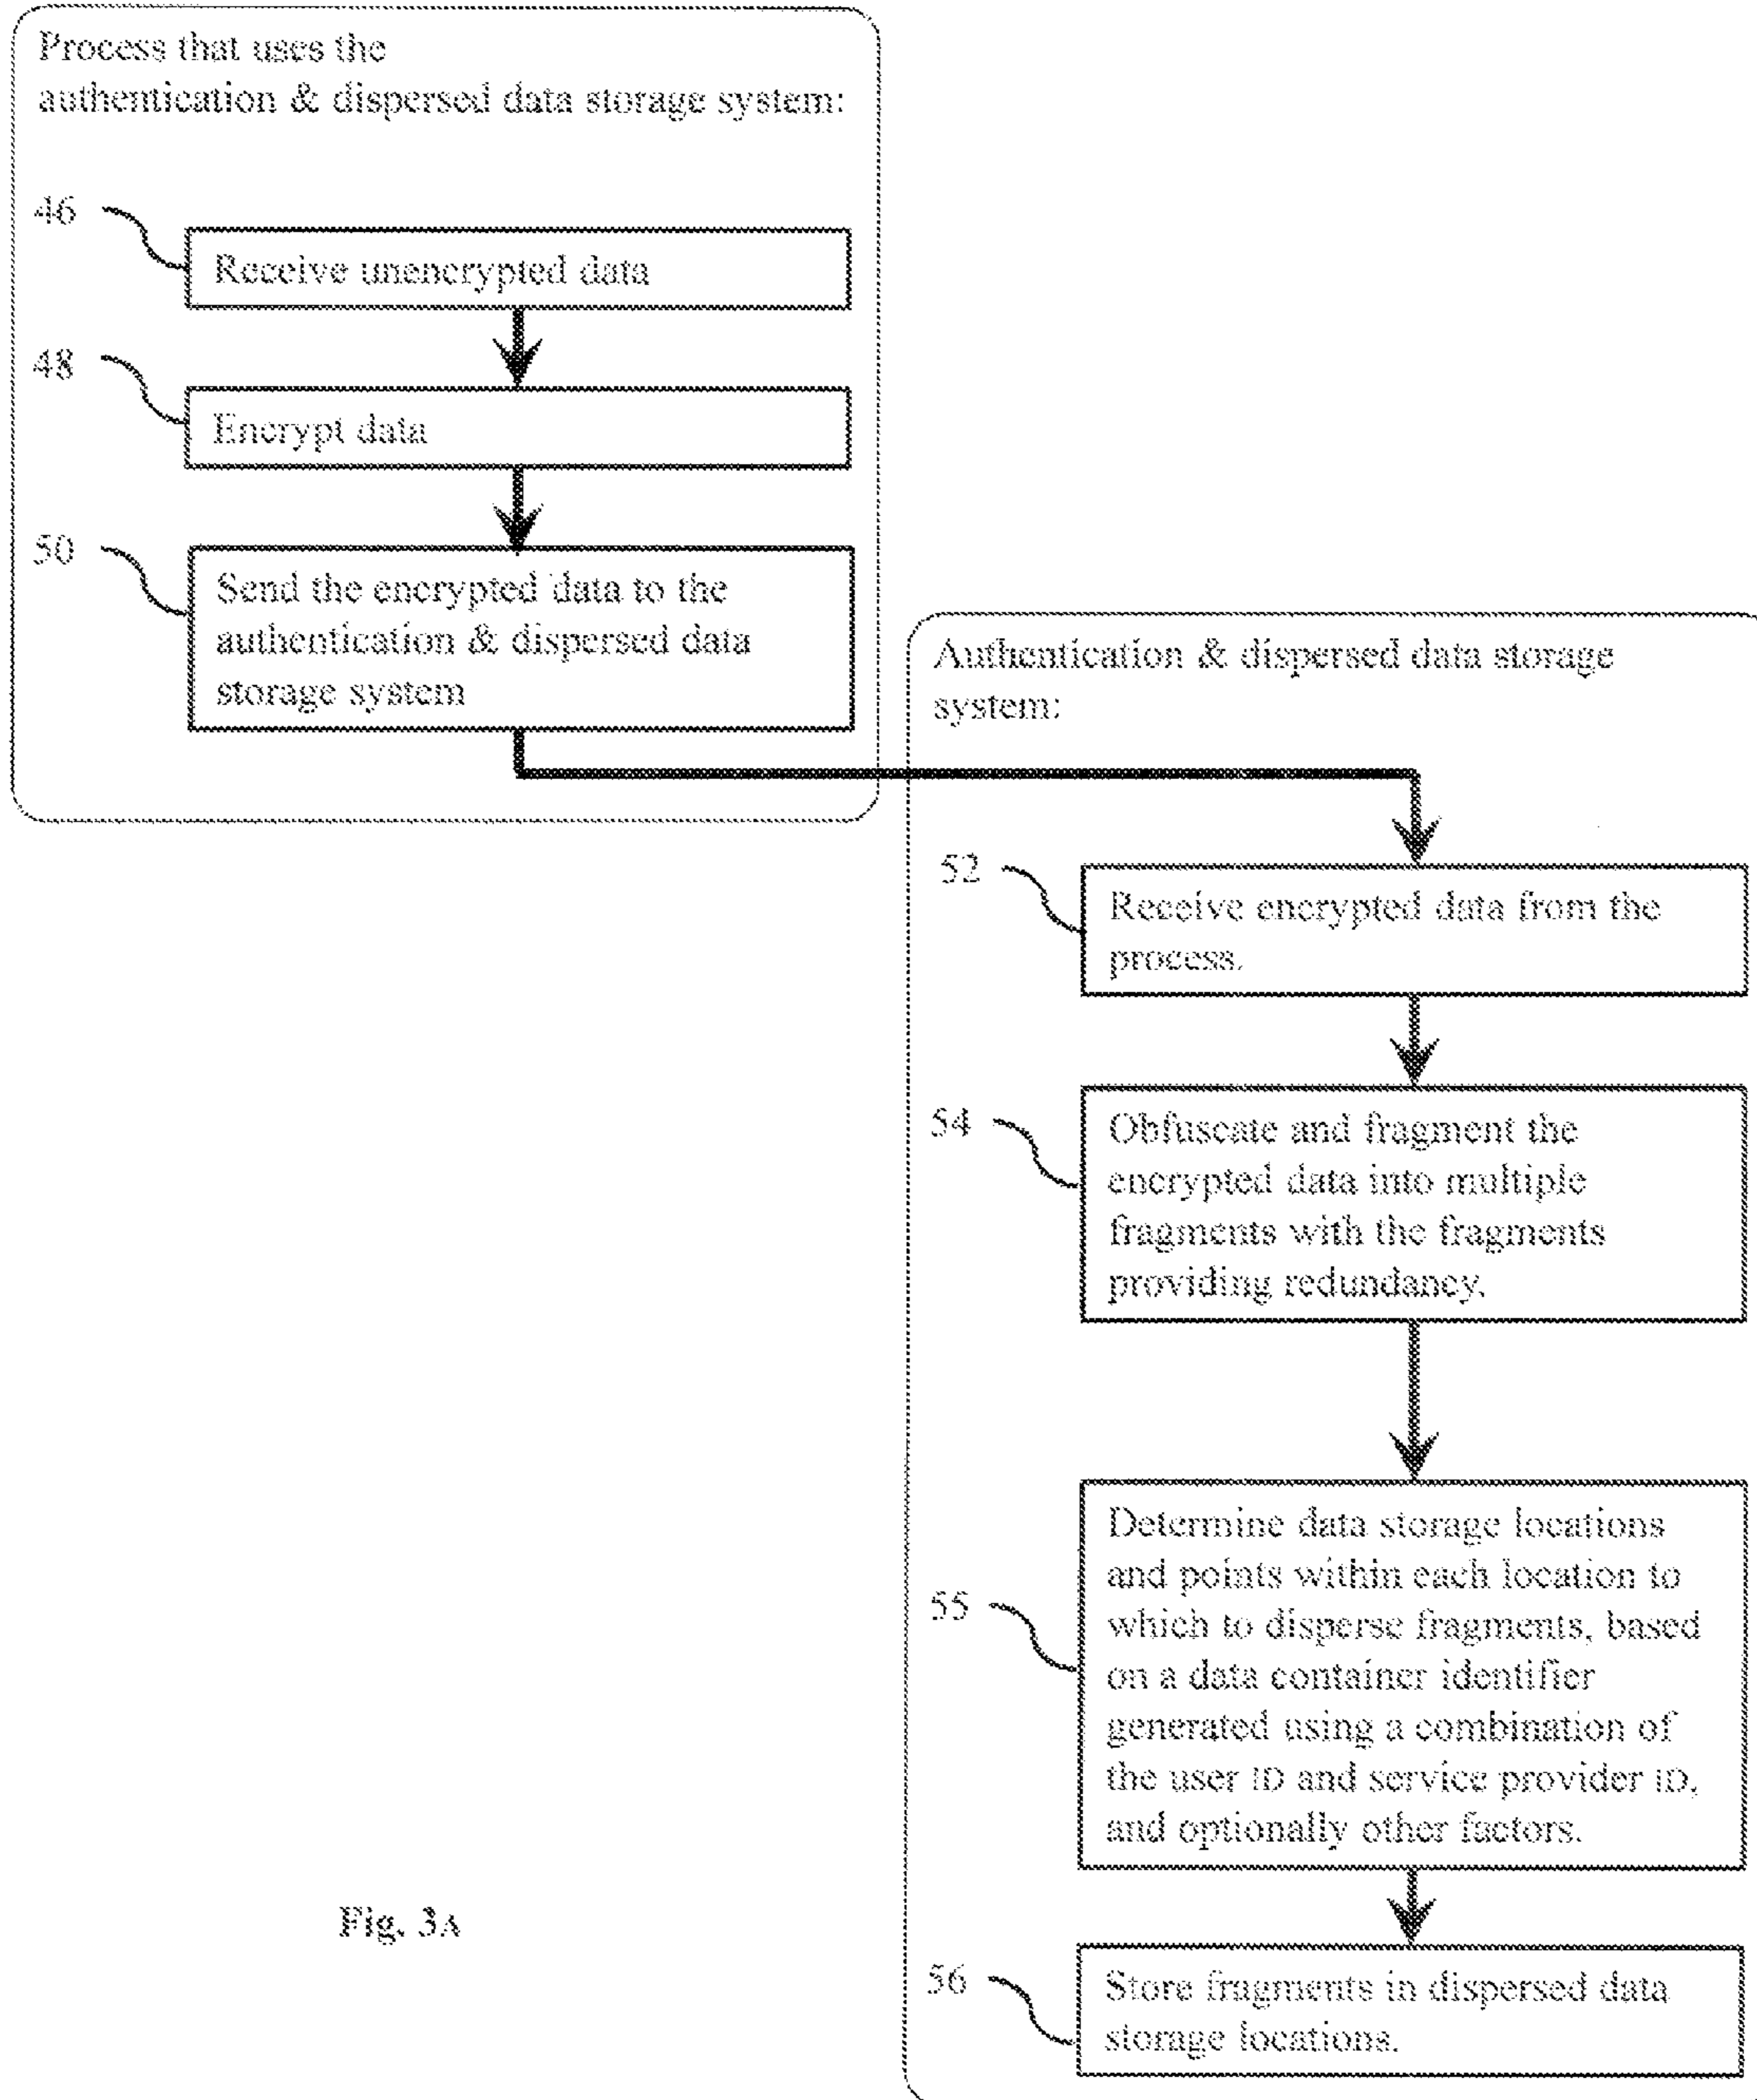 Process that uses the
authentication & dispersed data storage system:
46
Receive unencrypted data
48
Encrypt data
50
Send the encrypted data to the
authentication & dispersed data
storage system
Authentication & dispersed data storage
system:
52
Receive encrypted data from the
process.
54
Obfuscate and fragment the
encrypted data into multiple
fragments with the fragments
providing redundancy.
55
Determine data storage locations
and points within each location to
which to disperse fragments, based
on a data container identifier
generated using a combination of
the user ID and service provider ID,
and optionally other factors.
56
Store fragments in dispersed data
storage locations.
Fig. 3A